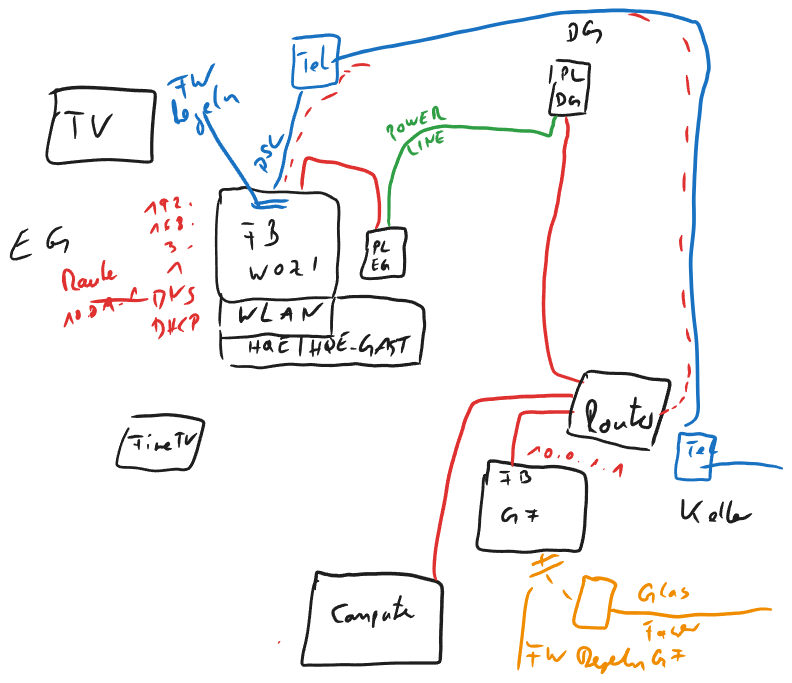 DG
Tel
FW
Regeln
TV
PL
DG
POWER
LINE
DSL
192.
168.
3.
1
DNS
DHCP
EG
Route
10.0.1.1
FB
WOZI
PL
EG
WLAN
HQE | HQE-GAST
FireTV
Router
10.0.1.1
Tel
FB
G7
Keller
Computer
Glas
Faser
FW Regeln G7